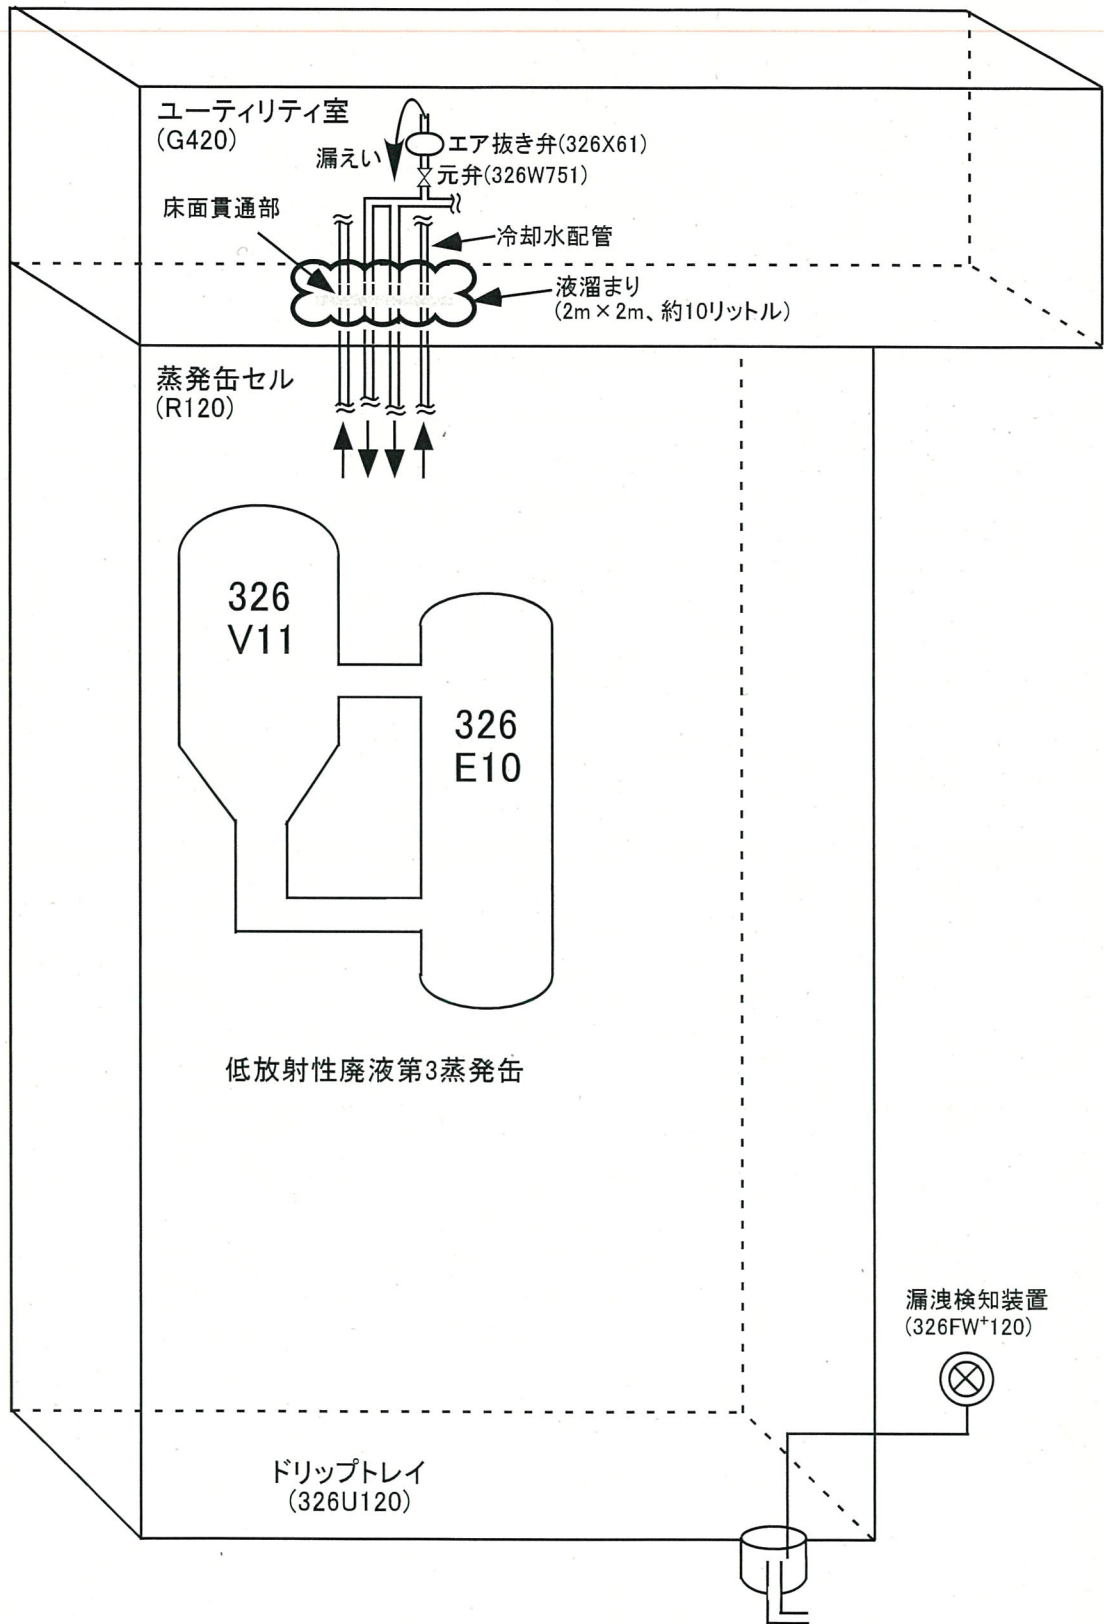 ユーティリティ室
(G420)
漏えい
エア抜き弁(326X61)
元弁(326W751)
床面貫通部
冷却水配管
液溜まり
(2m×2m、約10リットル)
蒸発缶セル
(R120)
326
V11
326
E10
低放射性廃液第3蒸発缶
漏洩検知装置
(326FW⁺120)
ドリップトレイ
(326U120)